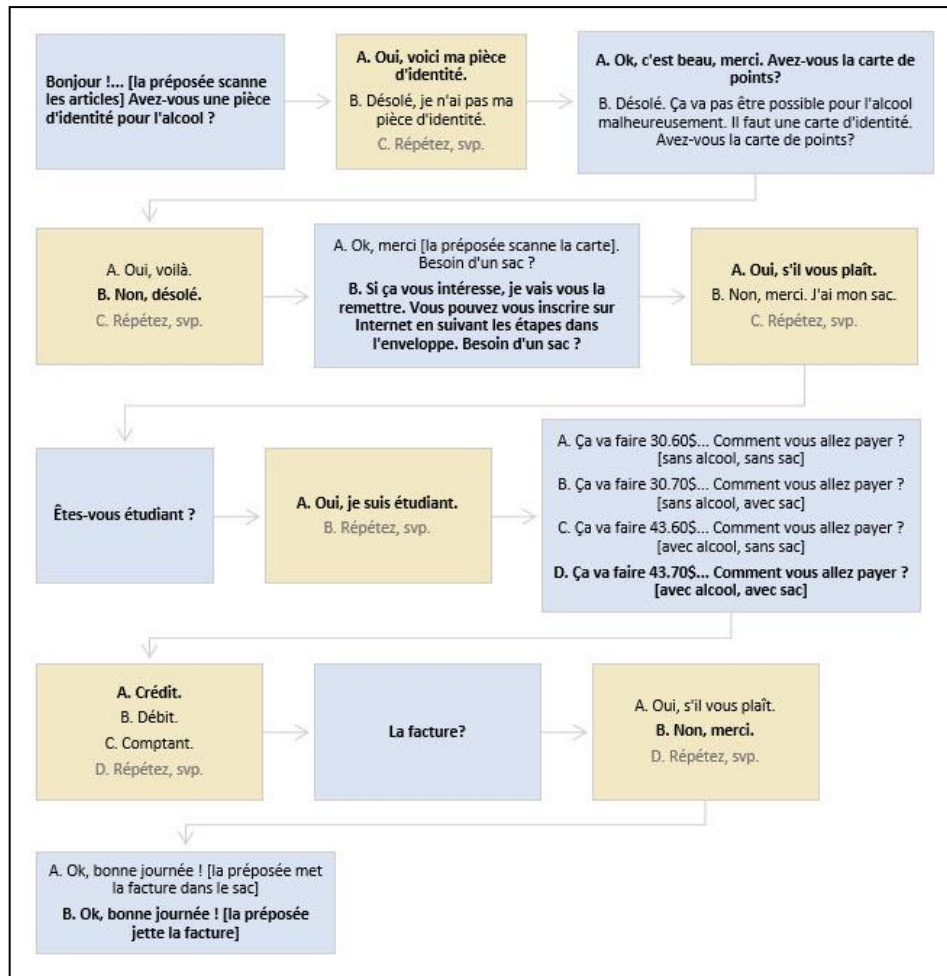 Bonjour !... [la préposée scanne
les articles] Avez-vous une pièce
d'identité pour l'alcool ?
A. Oui, voici ma pièce
d'identité.
B. Désolé, je n'ai pas ma
pièce d'identité.
C. Répétez, svp.
A. Ok, c'est beau, merci. Avez-vous la carte de
points?
B. Désolé. Ça va pas être possible pour l'alcool
malheureusement. Il faut une carte d'identité.
Avez-vous la carte de points?
A. Oui, voilà.
B. Non, désolé.
C. Répétez, svp.
A. Ok, merci [la préposée scanne la carte].
Besoin d'un sac ?
B. Si ça vous intéresse, je vais vous la
remettre. Vous pouvez vous inscrire sur
Internet en suivant les étapes dans
l'enveloppe. Besoin d'un sac ?
A. Oui, s'il vous plaît.
B. Non, merci. J'ai mon sac.
C. Répétez, svp.
Êtes-vous étudiant ?
A. Oui, je suis étudiant.
B. Répétez, svp.
A. Ça va faire 30.60$... Comment vous allez payer ?
[sans alcool, sans sac]
B. Ça va faire 30.70$... Comment vous allez payer ?
[sans alcool, avec sac]
C. Ça va faire 43.60$... Comment vous allez payer ?
[avec alcool, sans sac]
D. Ça va faire 43.70$... Comment vous allez payer ?
[avec alcool, avec sac]
A. Crédit.
B. Débit.
C. Comptant.
D. Répétez, svp.
La facture?
A. Oui, s'il vous plaît.
B. Non, merci.
D. Répétez, svp.
A. Ok, bonne journée ! [la préposée met
la facture dans le sac]
B. Ok, bonne journée ! [la préposée
jette la facture]